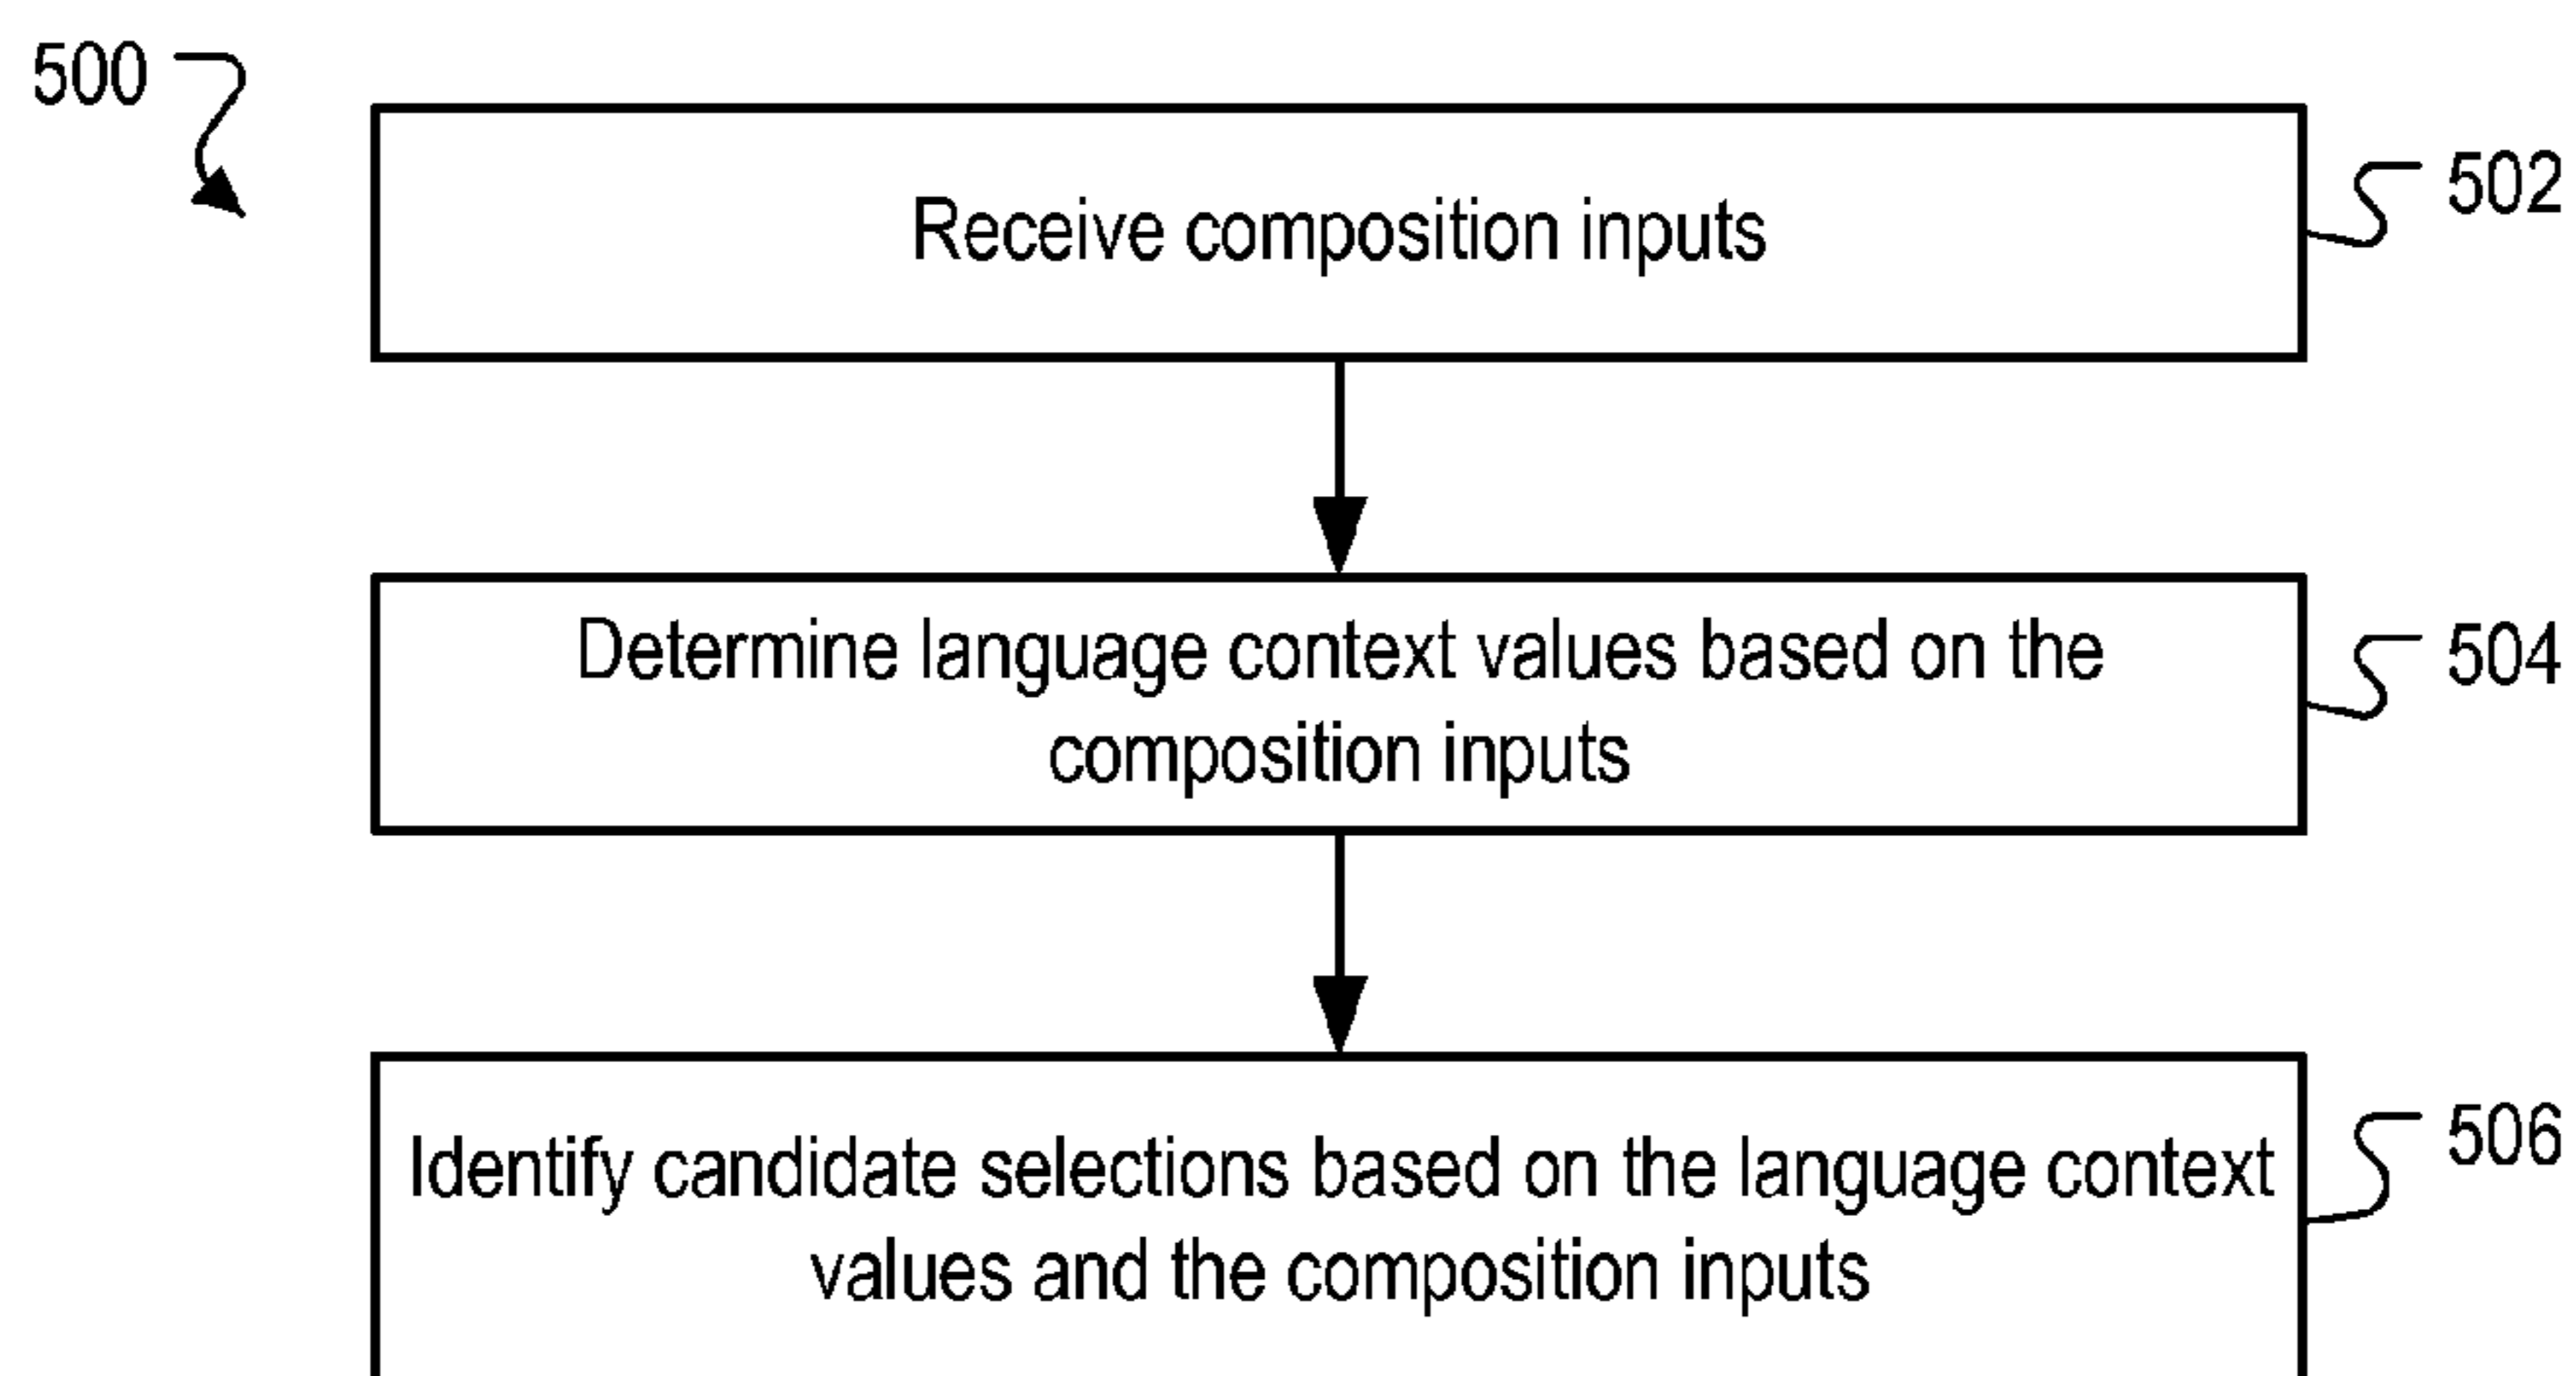 500
Receive composition inputs
502
Determine language context values based on the
composition inputs
504
Identify candidate selections based on the language context
values and the composition inputs
506